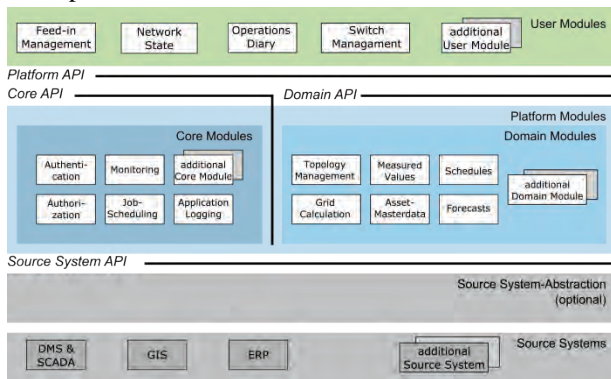 User Modules
Feed-in
Management
Network
State
Operations
Diary
Switch
Managament
additional
User Module
Platform API
Core API
Domain API
Platform Modules
Core Modules
Domain Modules
Authenti-
cation
Monitoring
additional
Core Module
Authori-
zation
Job-
Scheduling
Application
Logging
Topology
Management
Measured
Values
Schedules
additional
Domain Module
Grid
Calculation
Asset-
Masterdata
Forecasts
Source System API
Source System-Abstraction
(optional)
Source Systems
DMS &
SCADA
GIS
ERP
additional
Source System